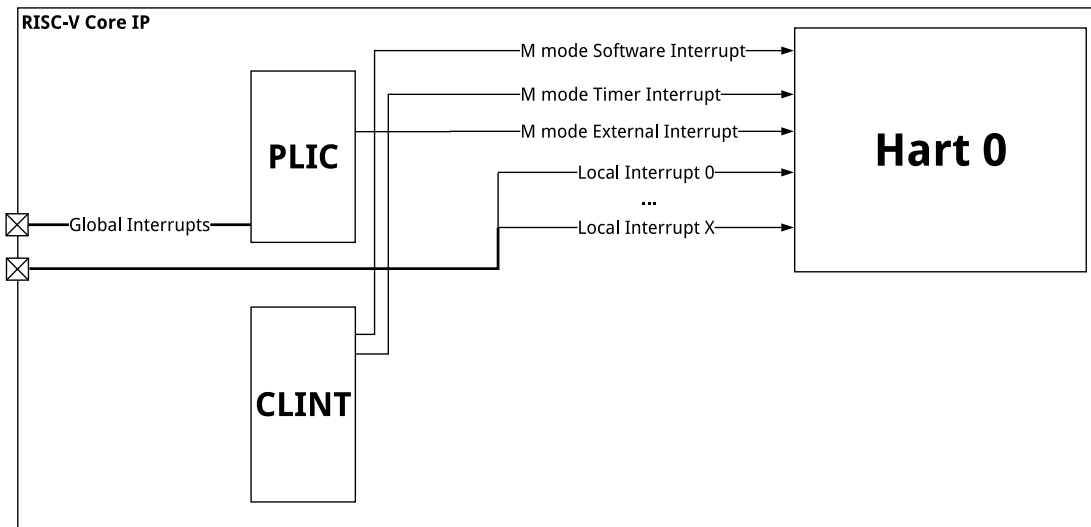 RISC-V Core IP
M mode Software Interrupt
M mode Timer Interrupt
M mode External Interrupt
PLIC
Hart 0
Local Interrupt 0
...
Global Interrupts
Local Interrupt X
CLINT